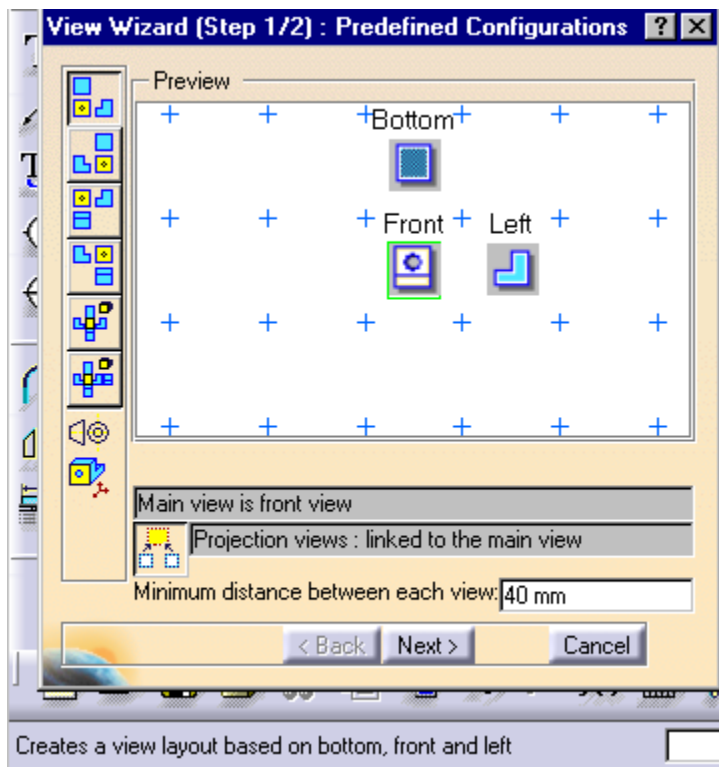 View Wizard (Step 1/2) : Predefined Configurations
Preview
Bottom
Front Left
Main view is front view
Projection views : linked to the main view
Minimum distance between each view: 40 mm
< Back Next > Cancel
Creates a view layout based on bottom, front and left